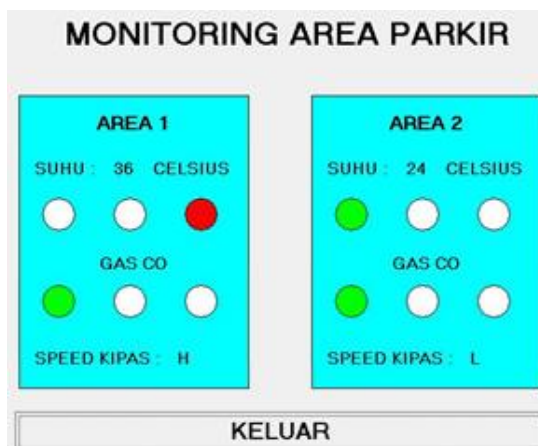 MONITORING AREA PARKIR
AREA 1
SUHU : 36 CELSIUS
GAS CO
SPEED KIPAS : H
AREA 2
SUHU : 24 CELSIUS
GAS CO
SPEED KIPAS : L
KELUAR